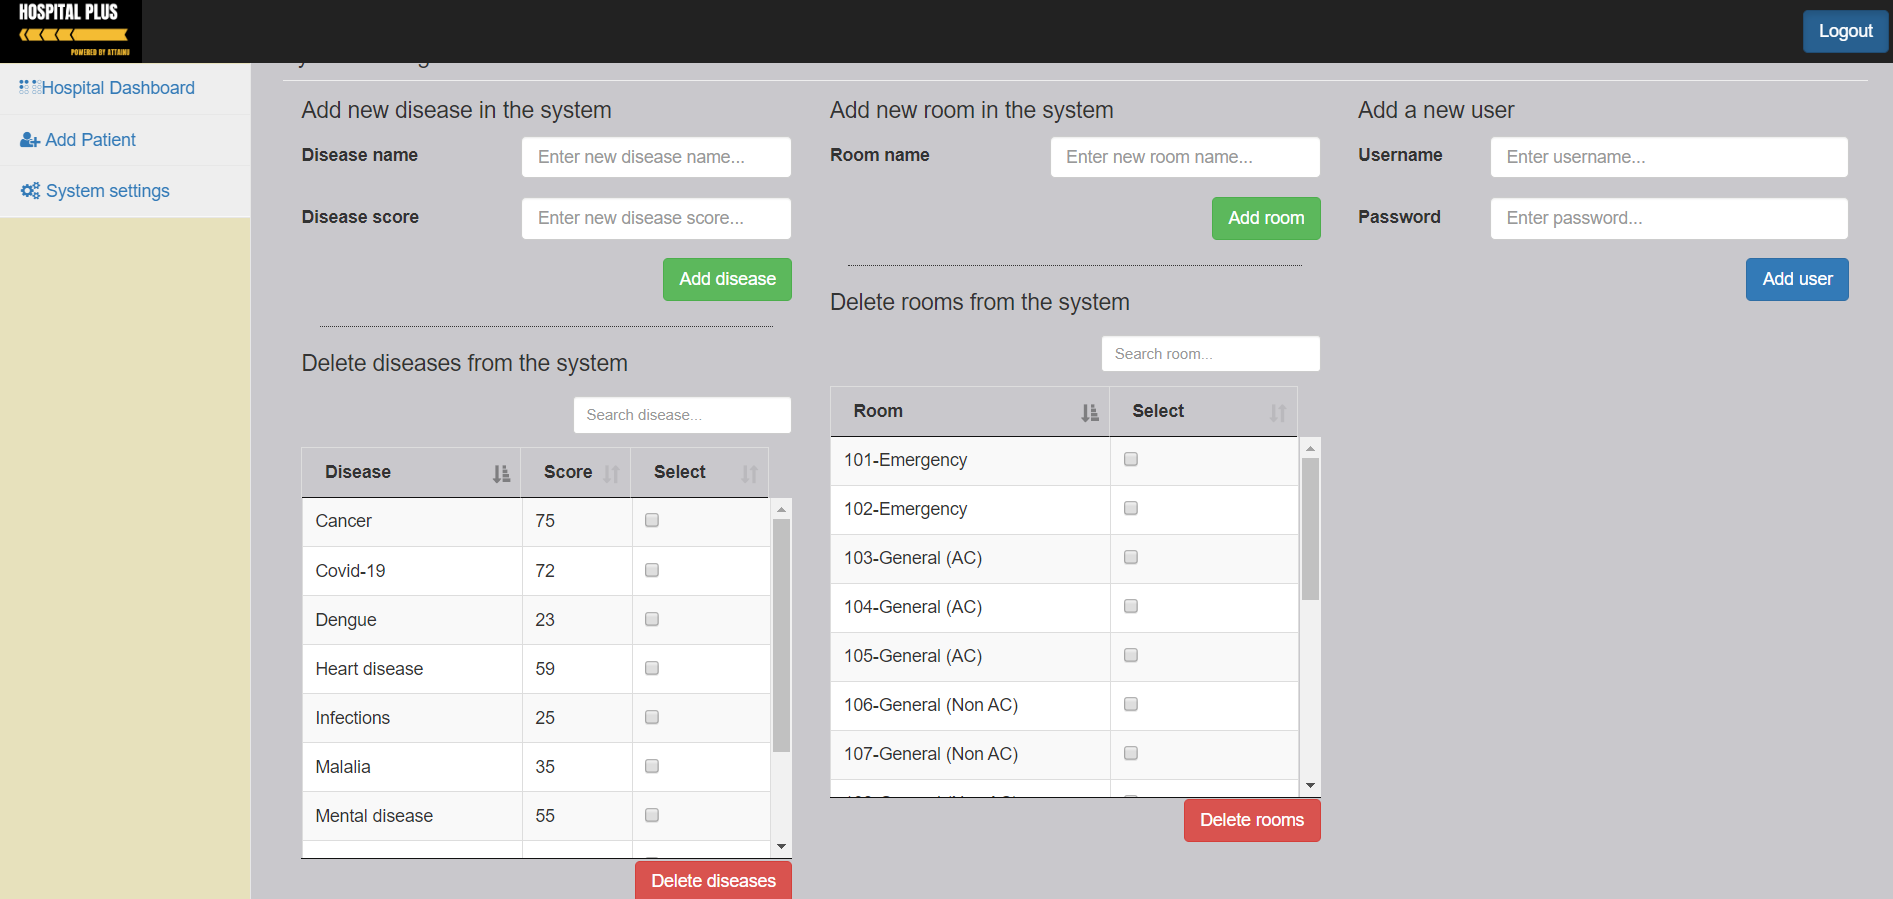 HOSPITAL PLUS
POWERED BY ATTAINU
Logout
Hospital Dashboard
Add Patient
System settings
Add new disease in the system
Disease name
Enter new disease name...
Disease score
Enter new disease score...
Add disease
Delete diseases from the system
Search disease...
Disease Score Select
Cancer 75
Covid-19 72
Dengue 23
Heart disease 59
Infections 25
Malalia 35
Mental disease 55
Delete diseases
Add new room in the system
Room name
Enter new room name...
Add room
Delete rooms from the system
Search room...
Room Select
101-Emergency
102-Emergency
103-General (AC)
104-General (AC)
105-General (AC)
106-General (Non AC)
107-General (Non AC)
Delete rooms
Add a new user
Username
Enter username...
Password
Enter password...
Add user